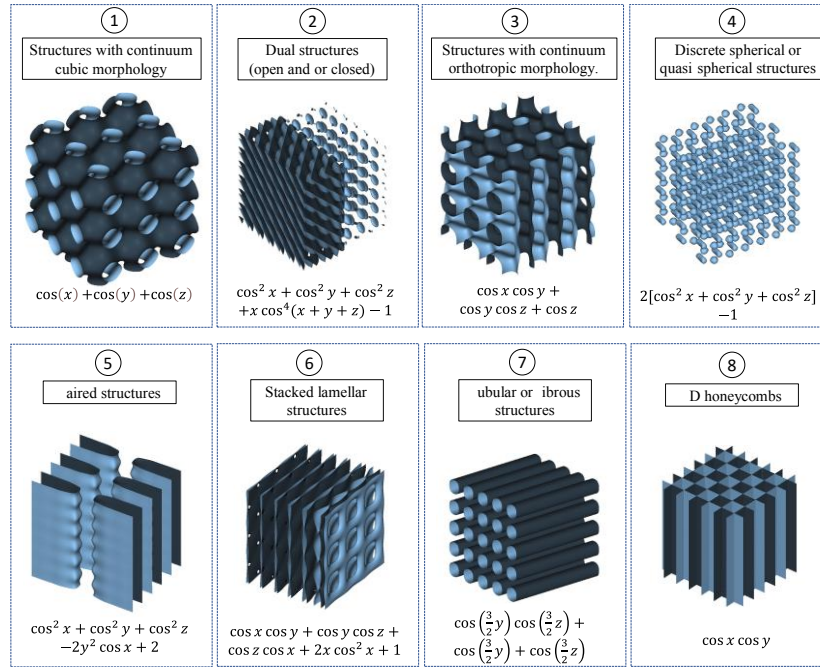 1
Structures with continuum
cubic morphology
cos(x) +cos(y) +cos(z)
2
Dual structures
(open and or closed)
cos² x + cos² y + cos² z
+x cos⁴(x + y + z) − 1
3
Structures with continuum
orthotropic morphology.
cos x cos y +
cos y cos z + cos z
4
Discrete spherical or
quasi spherical structures
2[cos² x + cos² y + cos² z]
−1
5
aired structures
cos² x + cos² y + cos² z
−2y² cos x + 2
6
Stacked lamellar
structures
cos x cos y + cos y cos z +
cos z cos x + 2x cos² x + 1
7
ubular or ibrous
structures
cos(3/2 y) cos(3/2 z) +
cos(3/2 y) + cos(3/2 z)
8
D honeycombs
cos x cos y